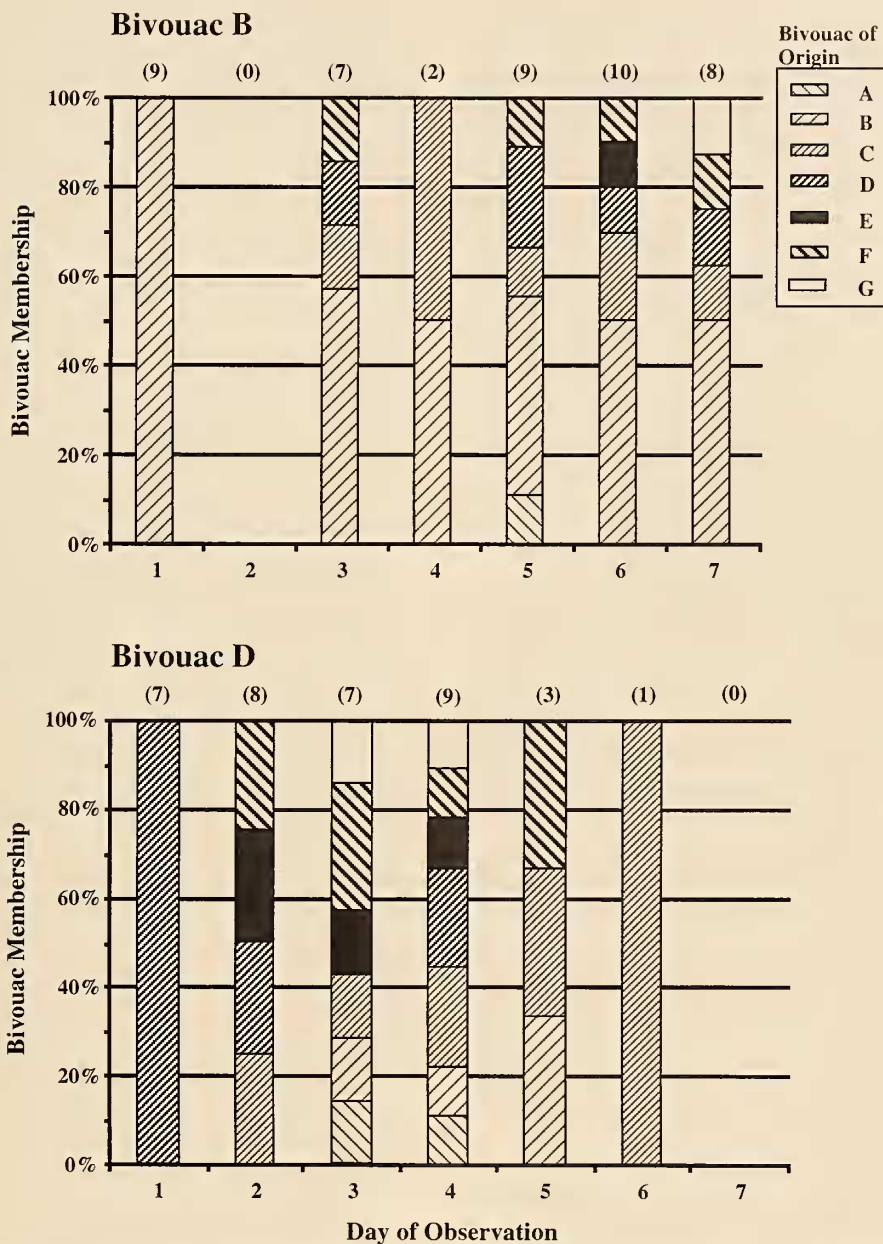 Bivouac B
Bivouac of
Origin
A
B
C
D
E
F
G
(9) (0) (7) (2) (9) (10) (8)
100%
80%
60%
40%
20%
0%
Bivouac Membership
1 2 3 4 5 6 7
Bivouac D
(7) (8) (7) (9) (3) (1) (0)
100%
80%
60%
40%
20%
0%
Bivouac Membership
1 2 3 4 5 6 7
Day of Observation